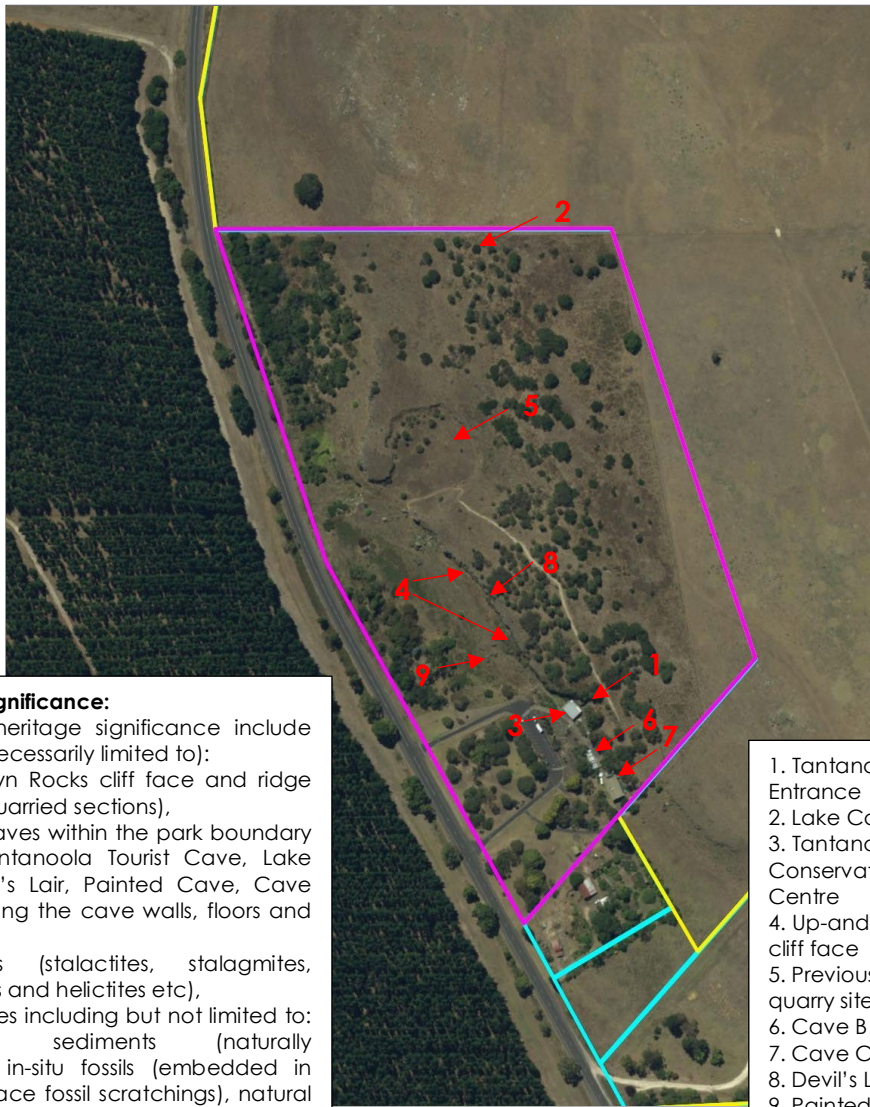 2
5
8
4
9
1
3
6
7
gnificance:
heritage significance include
ecessarily limited to):
yn Rocks cliff face and ridge
uarried sections),
aves within the park boundary
ntanoola Tourist Cave, Lake
's Lair, Painted Cave, Cave
ing the cave walls, floors and
s (stalactites, stalagmites,
s and helictites etc),
es including but not limited to:
sediments (naturally
in-situ fossils (embedded in
ace fossil scratchings), natural
1. Tantano
Entrance
2. Lake Ca
3. Tantano
Conservat
Centre
4. Up-and
cliff face
5. Previous
quarry site
6. Cave B
7. Cave C
8. Devil's L
9. Painted